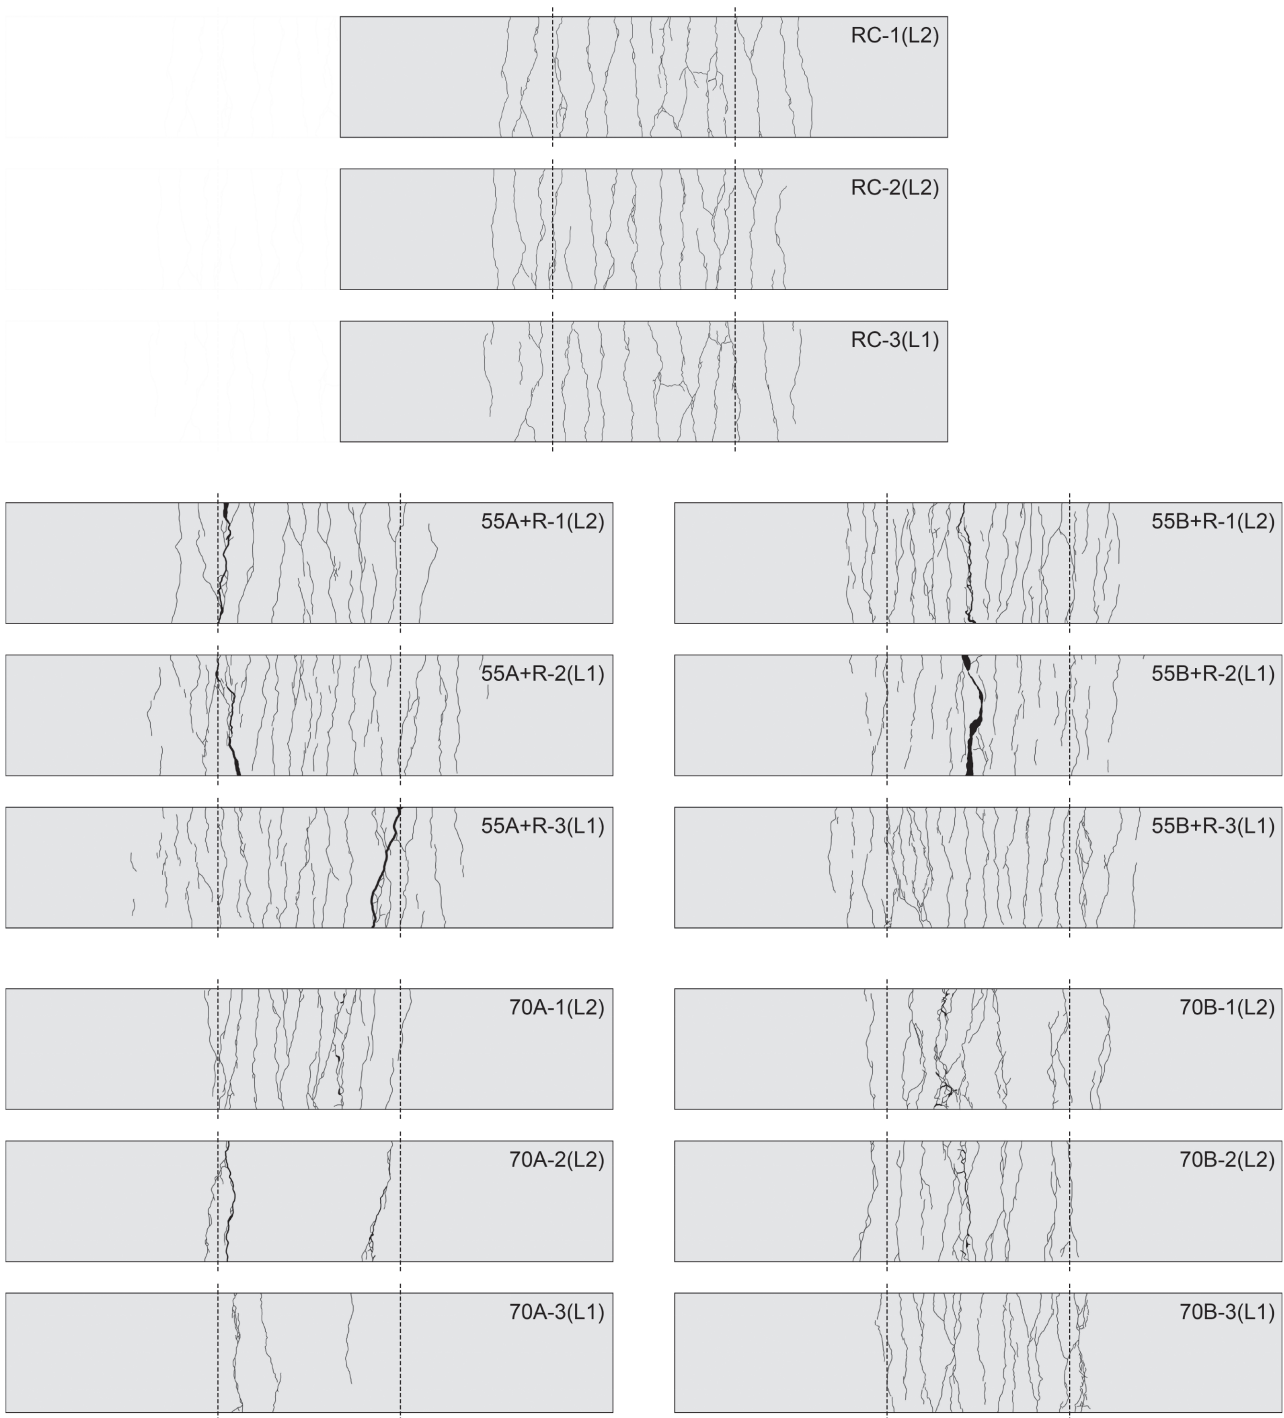 RC-1(L2)
RC-2(L2)
RC-3(L1)
55A+R-1(L2)
55B+R-1(L2)
55A+R-2(L1)
55B+R-2(L1)
55A+R-3(L1)
55B+R-3(L1)
70A-1(L2)
70B-1(L2)
70A-2(L2)
70B-2(L2)
70A-3(L1)
70B-3(L1)